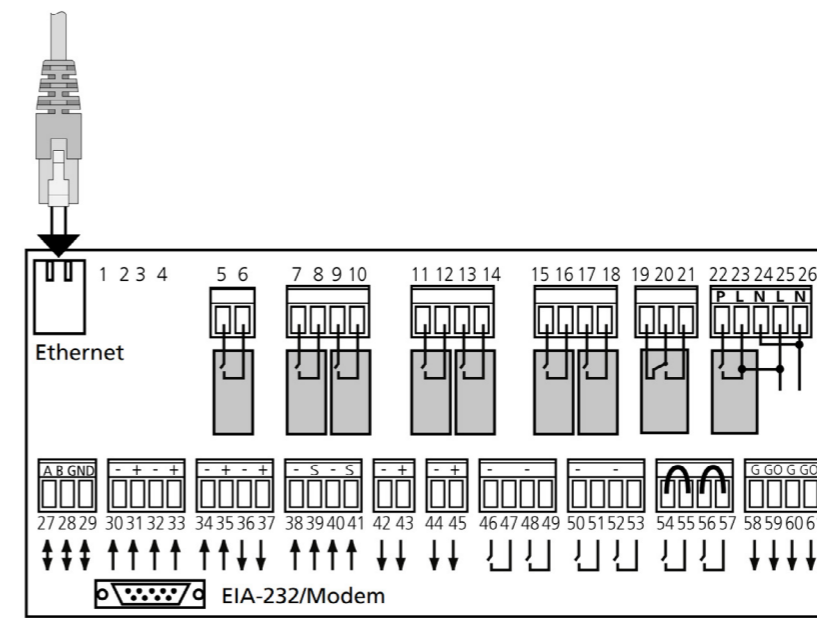 1 2 3 4 5 6 7 8 9 10 11 12 13 14 15 16 17 18 19 20 21 22 23 24 25 26
P L N L N
Ethernet
A B GND - + - + - + - + - S - S - + - + - - - - G GO G GO
27 28 29 30 31 32 33 34 35 36 37 38 39 40 41 42 43 44 45 46 47 48 49 50 51 52 53 54 55 56 57 58 59 60
EIA-232/Modem